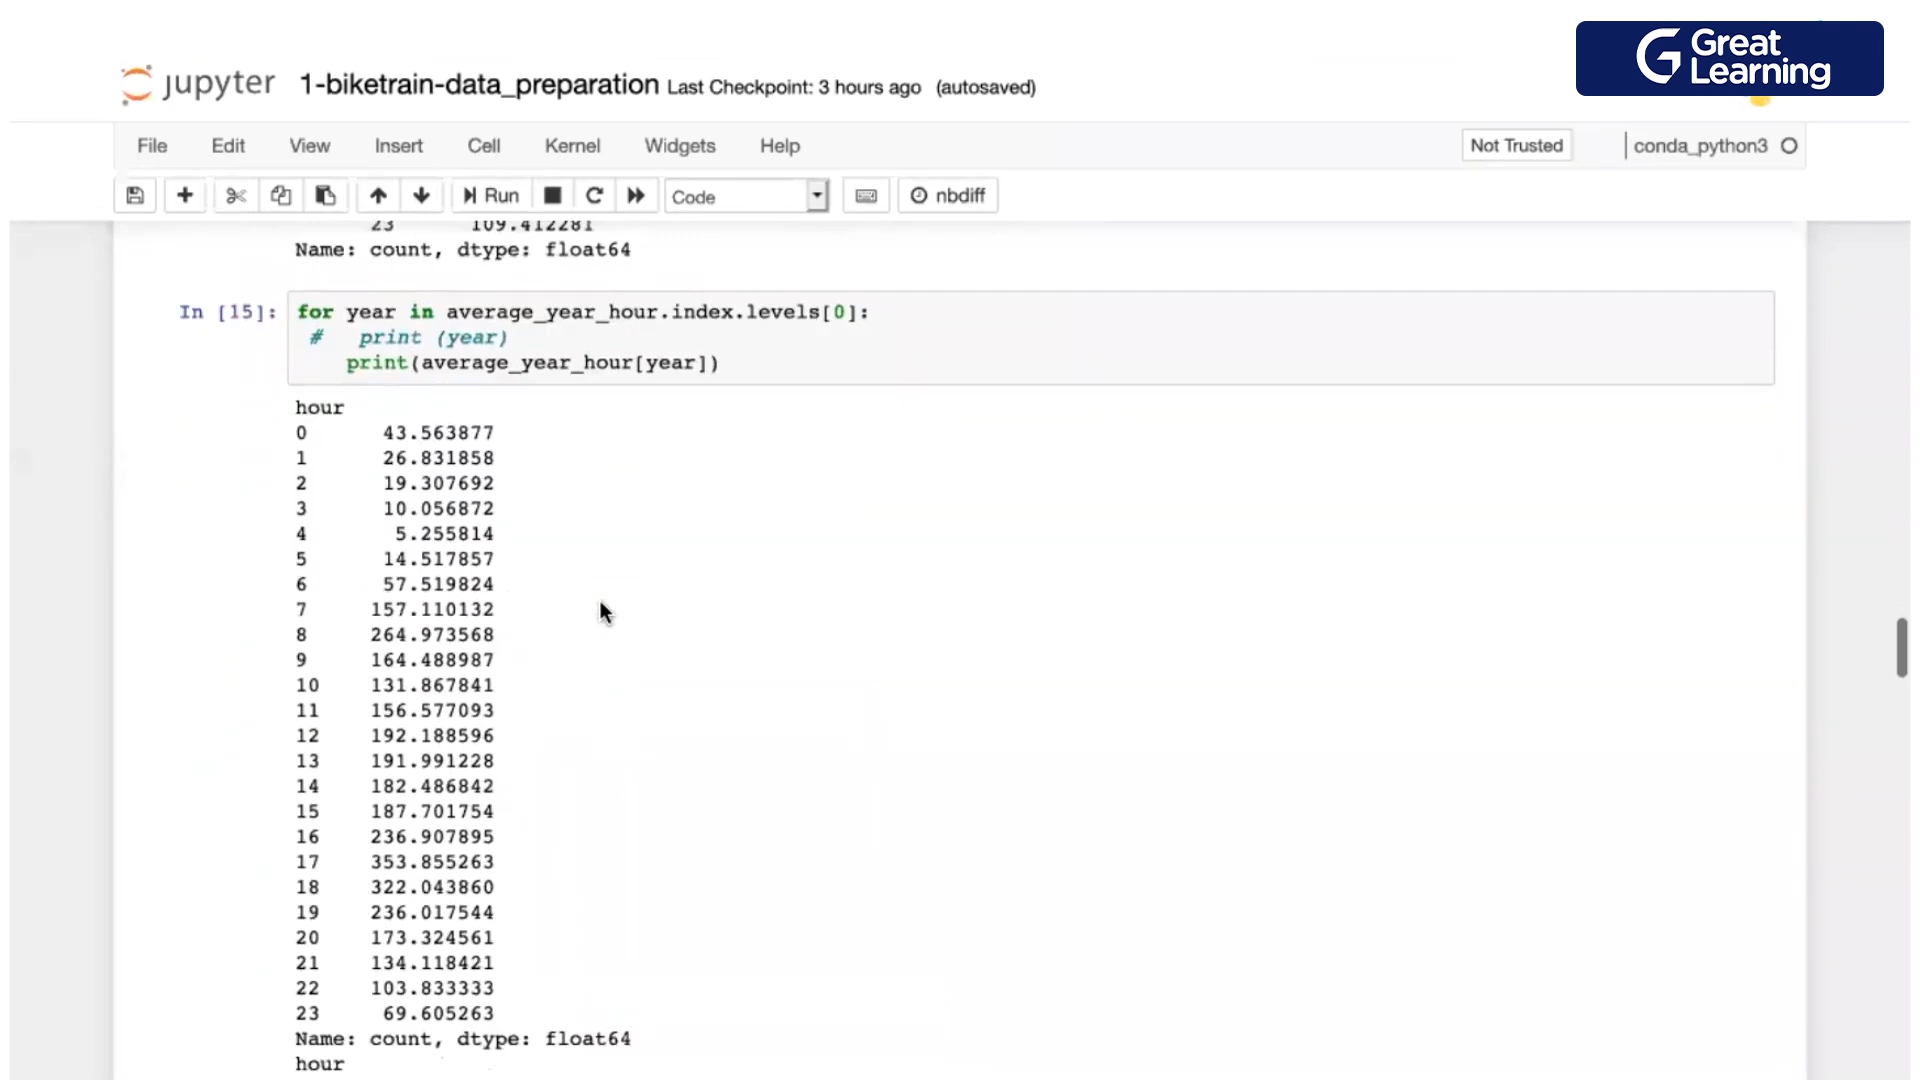 Great
Learning
jupyter 1-biketrain-data_preparation Last Checkpoint: 3 hours ago (autosaved)
File Edit View Insert Cell Kernel Widgets Help Not Trusted conda_python3
Run Code nbdiff
23 109.412281
Name: count, dtype: float64
In [15]: for year in average_year_hour.index.levels[0]:
# print (year)
print(average_year_hour[year])
hour
0 43.563877
1 26.831858
2 19.307692
3 10.056872
4 5.255814
5 14.517857
6 57.519824
7 157.110132
8 264.973568
9 164.488987
10 131.867841
11 156.577093
12 192.188596
13 191.991228
14 182.486842
15 187.701754
16 236.907895
17 353.855263
18 322.043860
19 236.017544
20 173.324561
21 134.118421
22 103.833333
23 69.605263
Name: count, dtype: float64
hour